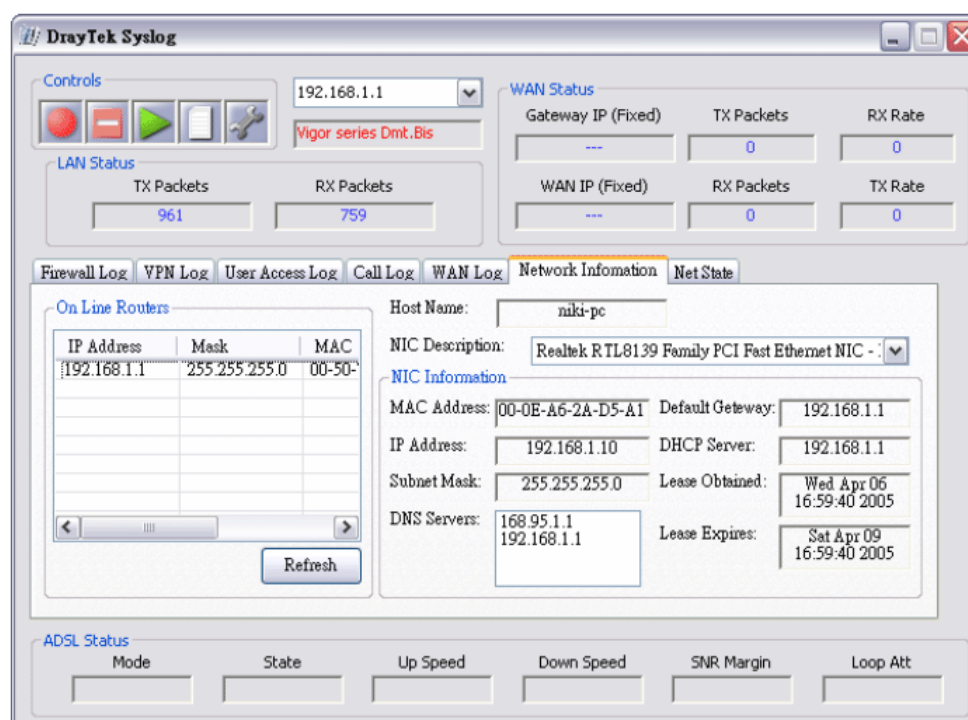 DrayTek Syslog
Controls
192.168.1.1
Vigor series Dmt.Bis
WAN Status
Gateway IP (Fixed) TX Packets RX Rate
--- 0 0
WAN IP (Fixed) RX Packets TX Rate
--- 0 0
LAN Status
TX Packets RX Packets
961 759
Firewall Log VPN Log User Access Log Call Log WAN Log Network Infomation Net State
On Line Routers
IP Address Mask MAC
192.168.1.1 255.255.255.0 00-50-
Refresh
Host Name: niki-pc
NIC Description: Realtek RTL8139 Family PCI Fast Ethernet NIC -
NIC Information
MAC Address: 00-0E-A6-2A-D5-A1 Default Geteway: 192.168.1.1
IP Address: 192.168.1.10 DHCP Server: 192.168.1.1
Subnet Mask: 255.255.255.0 Lease Obtained: Wed Apr 06
16:59:40 2005
DNS Servers: 168.95.1.1
192.168.1.1
Lease Expires: Sat Apr 09
16:59:40 2005
ADSL Status
Mode State Up Speed Down Speed SNR Margin Loop Att